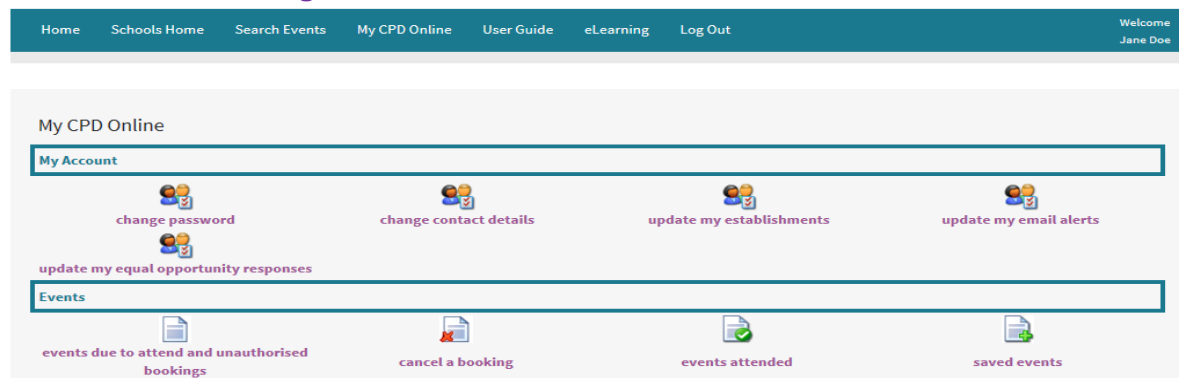 Home Schools Home Search Events My CPD Online User Guide eLearning Log Out Welcome
Jane Doe
My CPD Online
My Account
change password change contact details update my establishments update my email alerts
update my equal opportunity responses
Events
events due to attend and unauthorised
bookings
cancel a booking events attended saved events